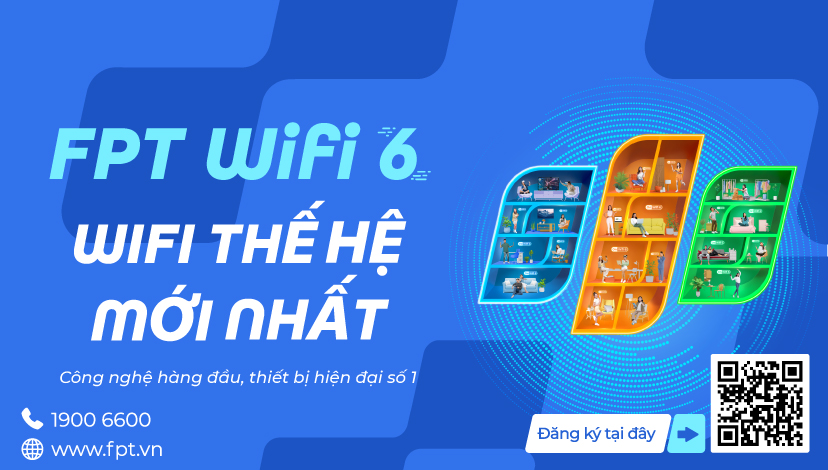 FPT WiFi 6
WIFI THẾ HỆ
MỚI NHẤT
Công nghệ hàng đầu, thiết bị hiện đại số 1
1900 6600
www.fpt.vn
Đăng ký tại đây